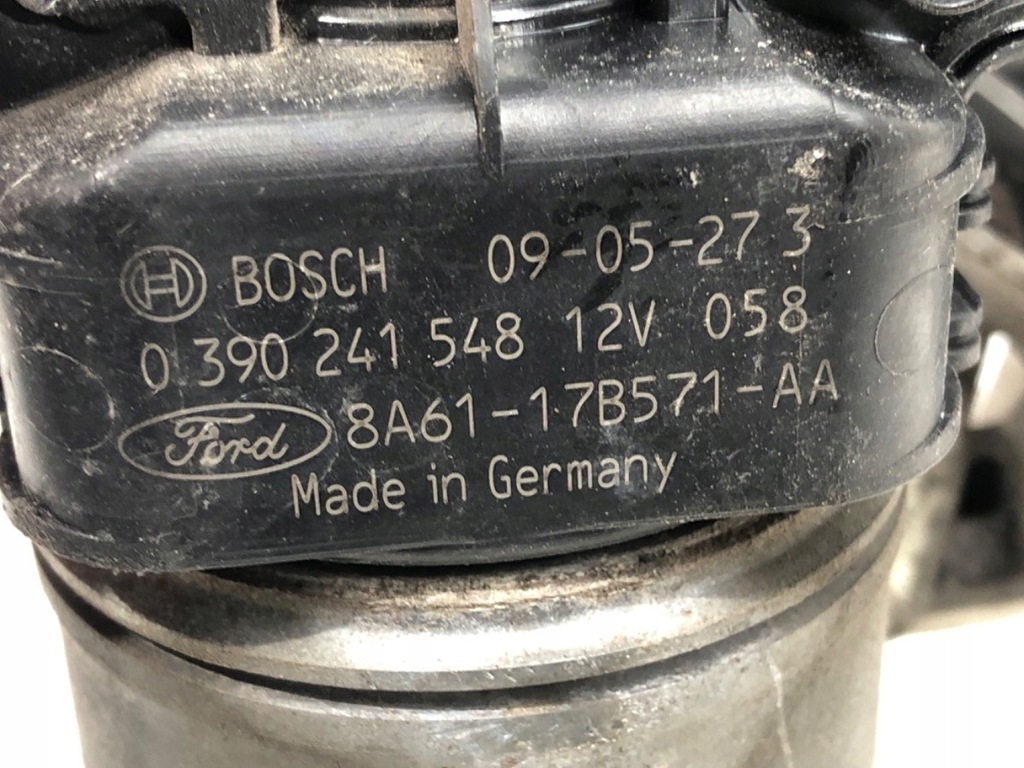 BOSCH 09-05-27 3
0 390 241 548 12V 058
Ford 8A61-17B571-AA
Made in Germany